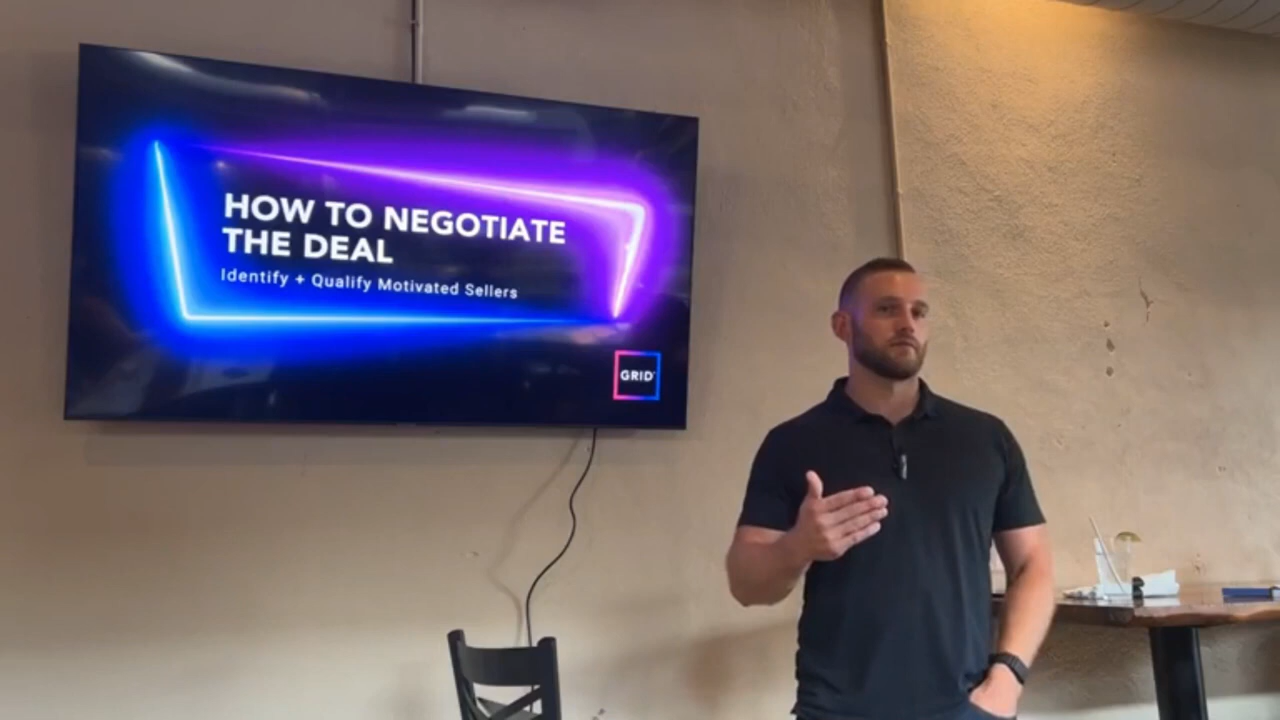 HOW TO NEGOTIATE
THE DEAL
Identify + Qualify Motivated Sellers
GRID